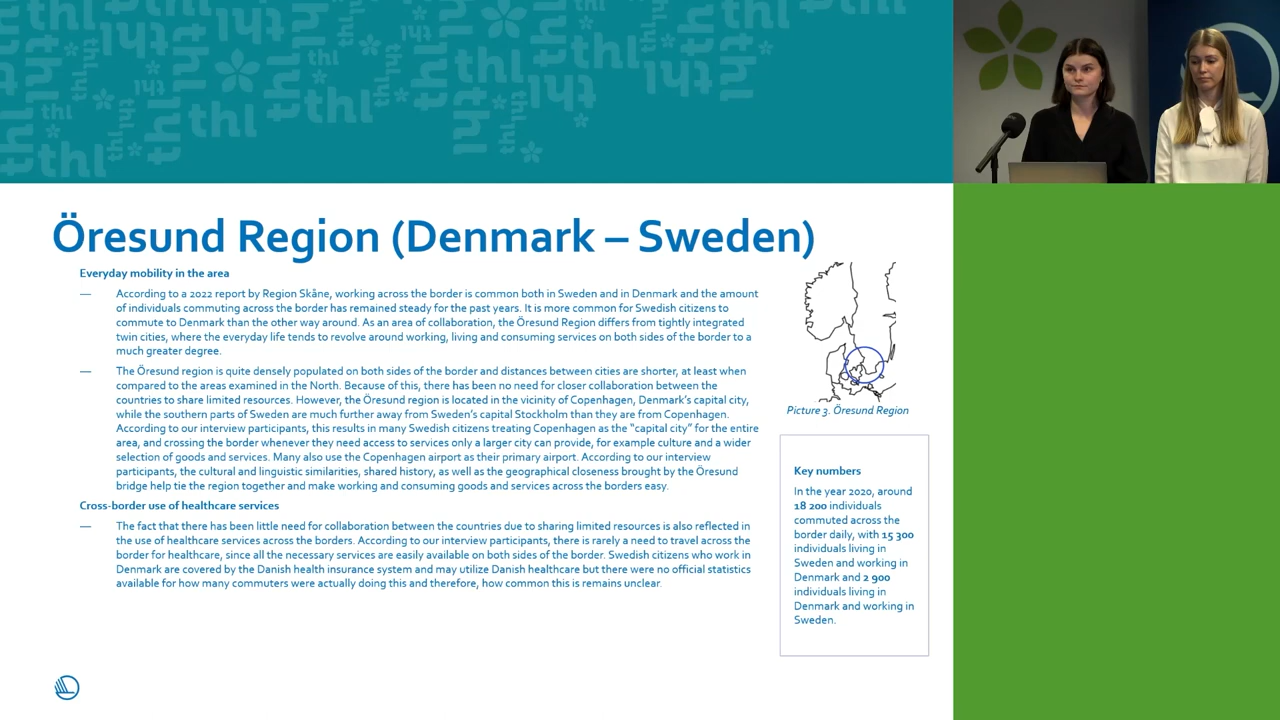 thl
Öresund Region (Denmark – Sweden)
Everyday mobility in the area
— According to a 2022 report by Region Skåne, working across the border is common both in Sweden and in Denmark and the amount
of individuals commuting across the border has remained steady for the past years. It is more common for Swedish citizens to
commute to Denmark than the other way around. As an area of collaboration, the Öresund Region differs from tightly integrated
twin cities, where the everyday life tends to revolve around working, living and consuming services on both sides of the border to a
much greater degree.
— The Öresund region is quite densely populated on both sides of the border and distances between cities are shorter, at least when
compared to the areas examined in the North. Because of this, there has been no need for closer collaboration between the
countries to share limited resources. However, the Öresund region is located in the vicinity of Copenhagen, Denmark's capital city,
while the southern parts of Sweden are much further away from Sweden's capital Stockholm than they are from Copenhagen.
According to our interview participants, this results in many Swedish citizens treating Copenhagen as the "capital city" for the entire
area, and crossing the border whenever they need access to services only a larger city can provide, for example culture and a wider
selection of goods and services. Many also use the Copenhagen airport as their primary airport. According to our interview
participants, the cultural and linguistic similarities, shared history, as well as the geographical closeness brought by the Öresund
bridge help tie the region together and make working and consuming goods and services across the borders easy.
Cross-border use of healthcare services
— The fact that there has been little need for collaboration between the countries due to sharing limited resources is also reflected in
the use of healthcare services across the borders. According to our interview participants, there is rarely a need to travel across the
border for healthcare, since all the necessary services are easily available on both sides of the border. Swedish citizens who work in
Denmark are covered by the Danish health insurance system and may utilize Danish healthcare but there were no official statistics
available for how many commuters were actually doing this and therefore, how common this is remains unclear.
Picture 3. Öresund Region
Key numbers
In the year 2020, around
18 200 individuals
commuted across the
border daily, with 15 300
individuals living in
Sweden and working in
Denmark and 2 900
individuals living in
Denmark and working in
Sweden.